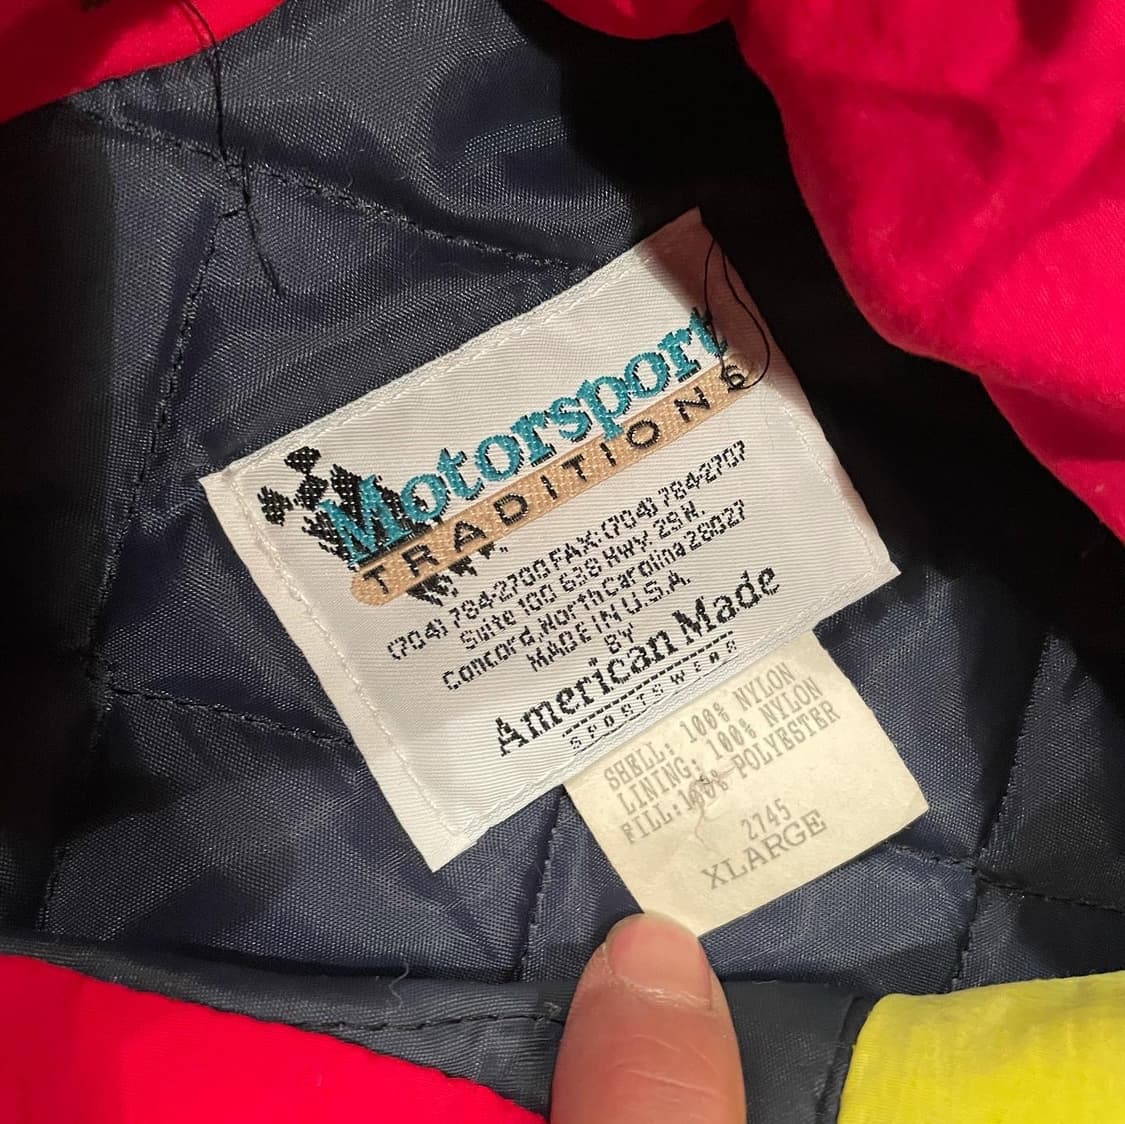 Motorsport
TRADITIONS
(704) 784-2700 FAX: (704) 784-2707
Suite 100 638 HWY. 29 N.
Concord, North Carolina 28027
MADE IN U.S.A.
BY
American Made
SPORTSWEAR
SHELL: 100% NYLON
LINING: 100% NYLON
FILL: 100% POLYESTER
2745
XLARGE